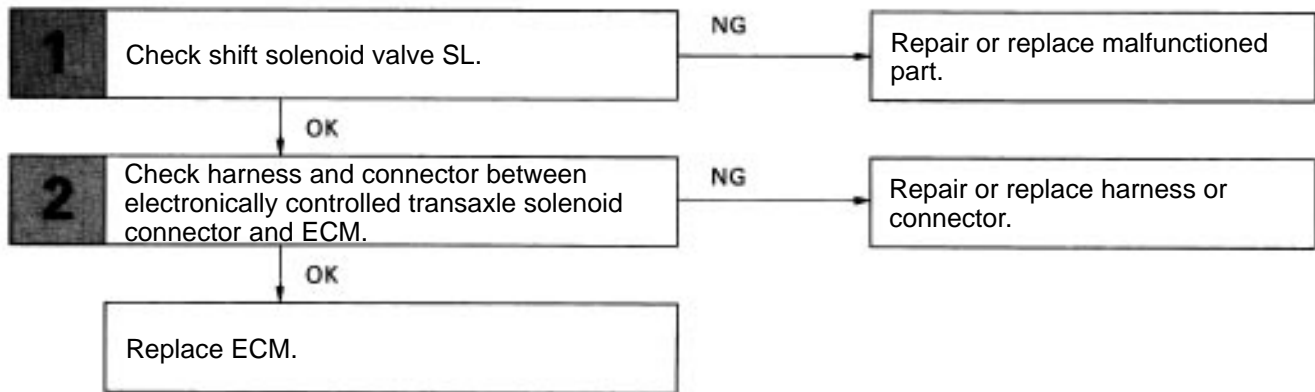 1
Check shift solenoid valve SL.
NG
Repair or replace malfunctioned
part.
OK
2
Check harness and connector between
electronically controlled transaxle solenoid
connector and ECM.
NG
Repair or replace harness or
connector.
OK
Replace ECM.